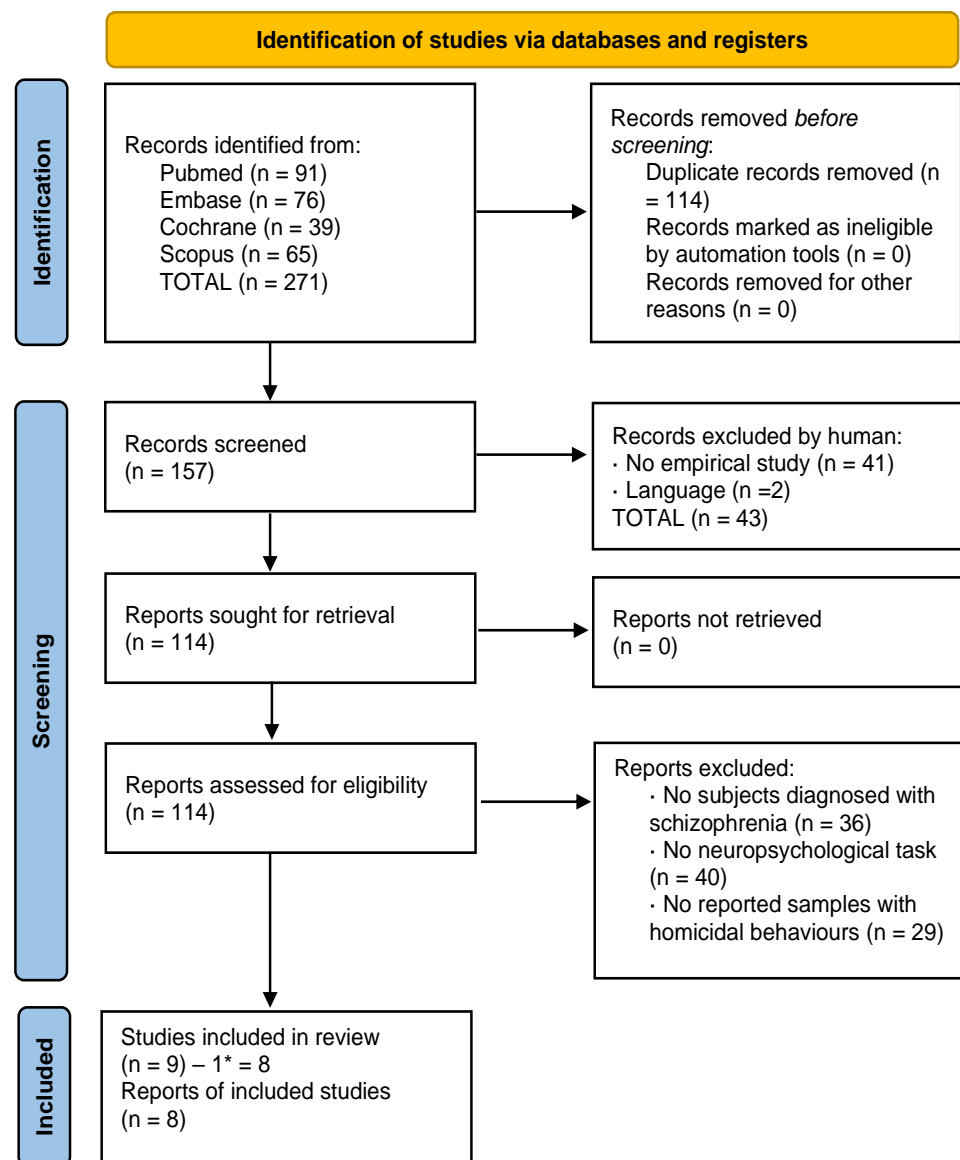 Identification of studies via databases and registers
Identification
Records identified from:
Pubmed (n = 91)
Embase (n = 76)
Cochrane (n = 39)
Scopus (n = 65)
TOTAL (n = 271)
Records removed before
screening:
Duplicate records removed (n
= 114)
Records marked as ineligible
by automation tools (n = 0)
Records removed for other
reasons (n = 0)
Screening
Records screened
(n = 157)
Records excluded by human:
· No empirical study (n = 41)
· Language (n =2)
TOTAL (n = 43)
Reports sought for retrieval
(n = 114)
Reports not retrieved
(n = 0)
Reports assessed for eligibility
(n = 114)
Reports excluded:
· No subjects diagnosed with
schizophrenia (n = 36)
· No neuropsychological task
(n = 40)
· No reported samples with
homicidal behaviours (n = 29)
Included
Studies included in review
(n = 9) – 1* = 8
Reports of included studies
(n = 8)